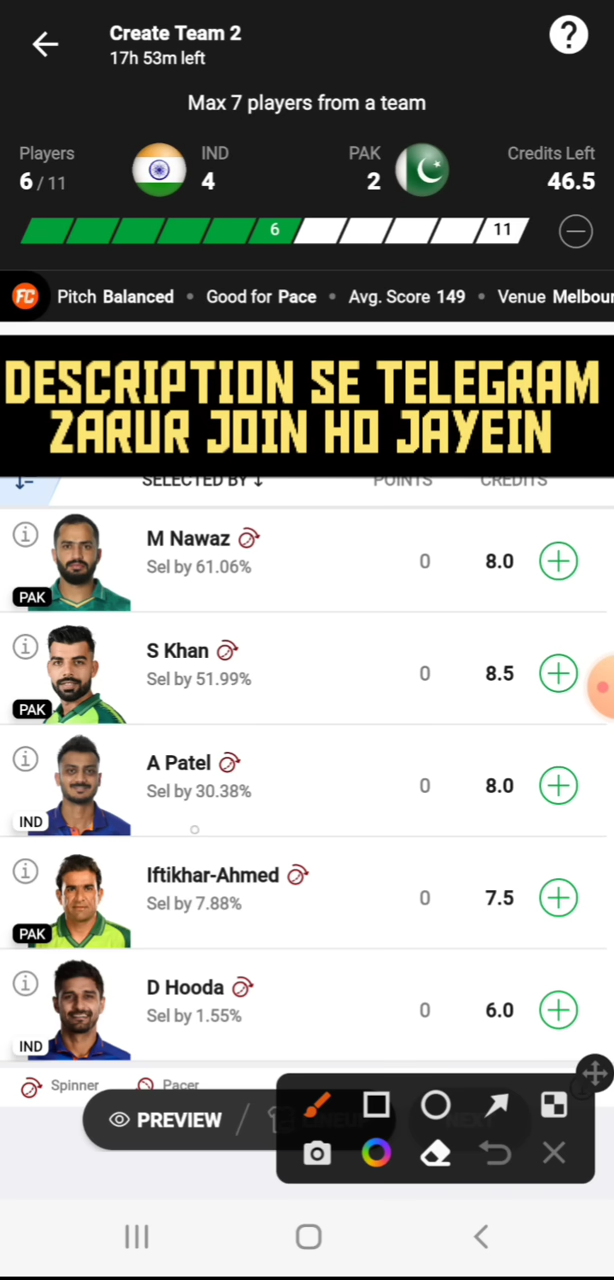 Create Team 2
17h 53m left
Max 7 players from a team
Players IND PAK Credits Left
6 / 11 4 2 46.5
6 11
FC Pitch Balanced • Good for Pace • Avg. Score 149 • Venue Melbour
DESCRIPTION SE TELEGRAM
ZARUR JOIN HO JAYEIN
SELECTED BY ↓ POINTS CREDITS
M Nawaz
Sel by 61.06% 0 8.0
PAK
S Khan
Sel by 51.99% 0 8.5
PAK
A Patel
Sel by 30.38% 0 8.0
IND
Iftikhar-Ahmed
Sel by 7.88% 0 7.5
PAK
D Hooda
Sel by 1.55% 0 6.0
IND
Spinner Pacer
PREVIEW / LINEUP NEXT